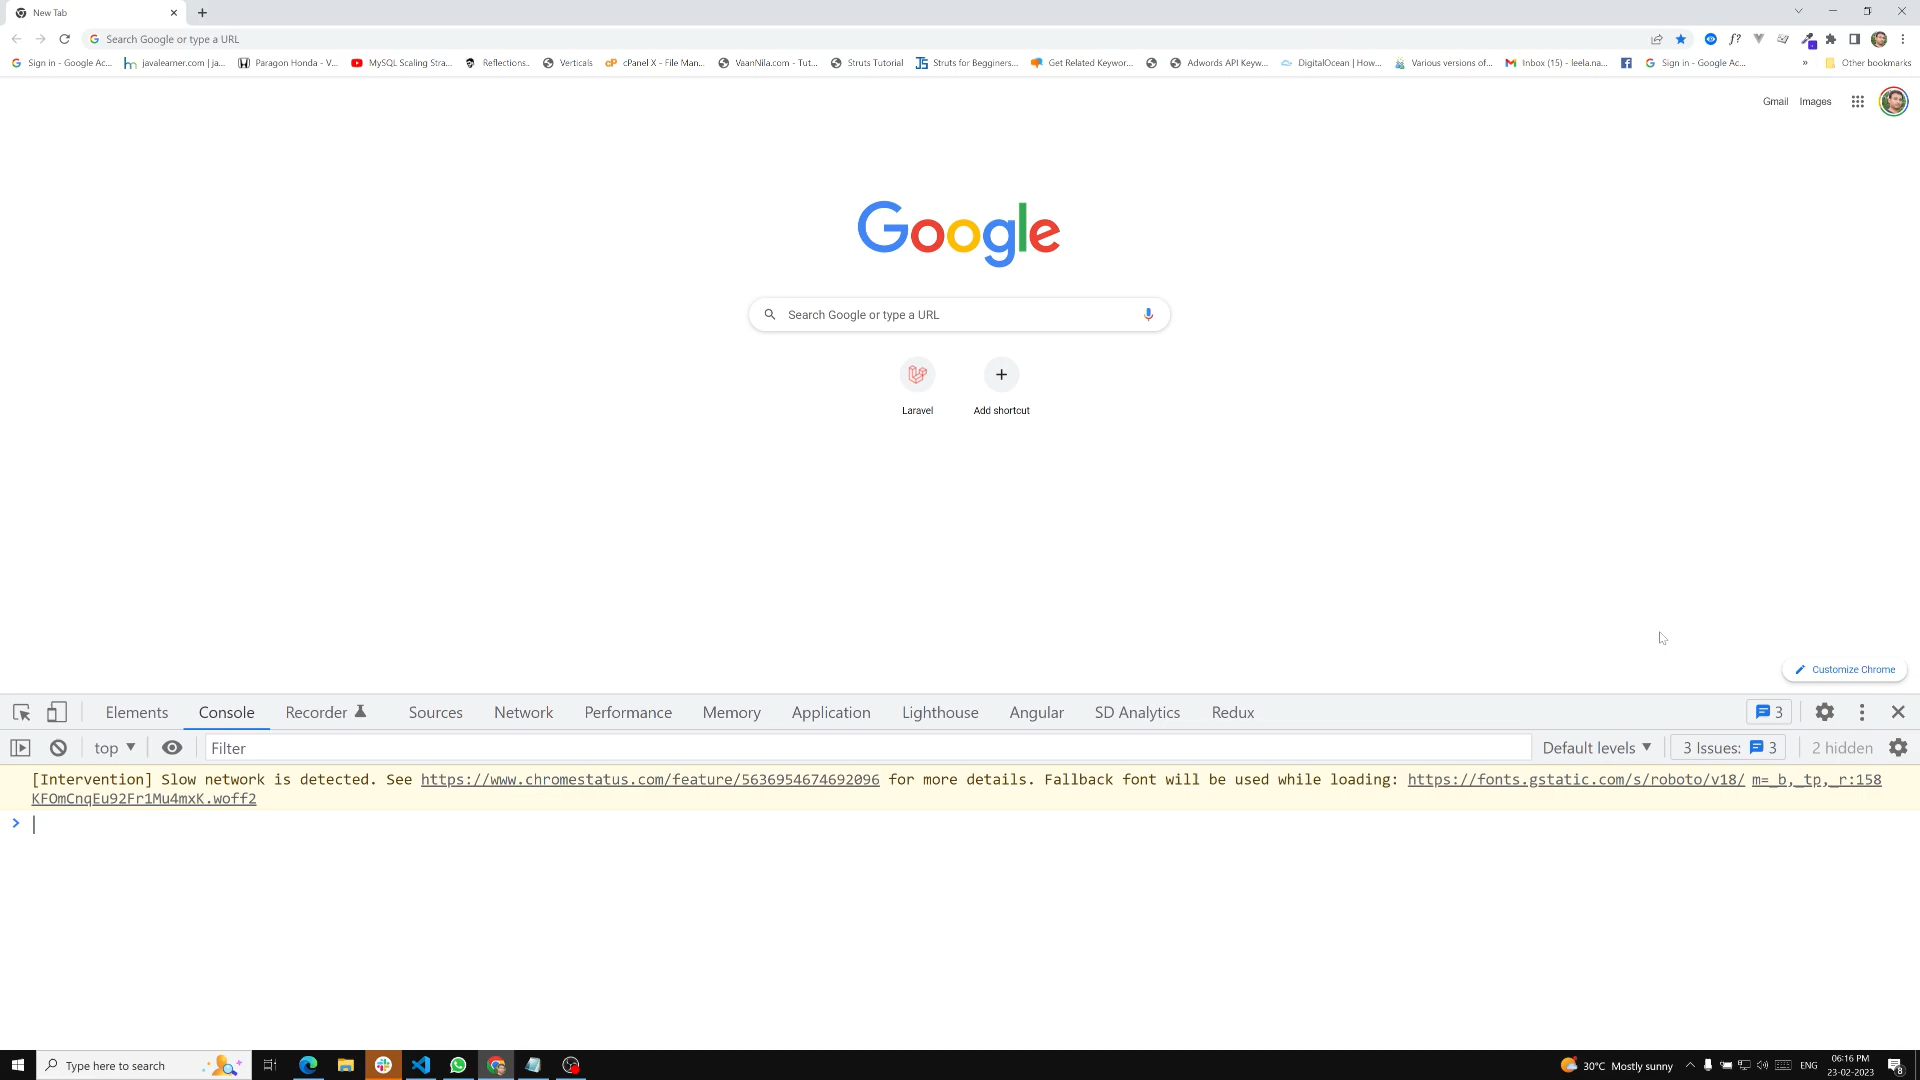 New Tab
Search Google or type a URL
Sign in - Google Ac...
javalearner.com | ja...
Paragon Honda - V...
MySQL Scaling Stra...
Reflections..
Verticals
cPanel X - File Man...
VaanNila.com - Tut...
Struts Tutorial
Struts for Begginers...
Get Related Keywor...
Adwords API Keyw...
DigitalOcean | How...
Various versions of...
Inbox (15) - leela.na...
Sign in - Google Ac...
»
Other bookmarks
Gmail Images
Google
Search Google or type a URL
Laravel
Add shortcut
Customize Chrome
Elements Console Recorder Sources Network Performance Memory Application Lighthouse Angular SD Analytics Redux 3
top Filter Default levels 3 Issues: 3 2 hidden
[Intervention] Slow network is detected. See https://www.chromestatus.com/feature/5636954674692096 for more details. Fallback font will be used while loading: https://fonts.gstatic.com/s/roboto/v18/ m=_b,_tp,_r:158
KFOmCnqEu92Fr1Mu4mxK.woff2
>
Type here to search
30°C Mostly sunny
ENG
06:16 PM
23-02-2023
8